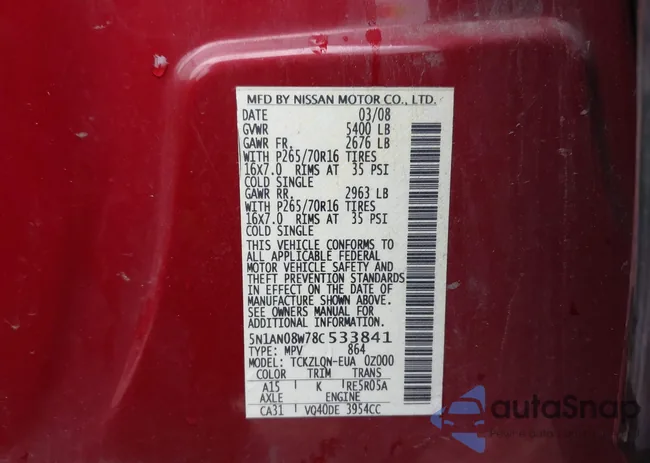 MFD BY NISSAN MOTOR CO., LTD.
DATE 03/08
GVWR 5400 LB
GAWR FR. 2676 LB
WITH P265/70R16 TIRES
16X7.0 RIMS AT 35 PSI
COLD SINGLE
GAWR RR. 2963 LB
WITH P265/70R16 TIRES
16X7.0 RIMS AT 35 PSI
COLD SINGLE
THIS VEHICLE CONFORMS TO
ALL APPLICABLE FEDERAL
MOTOR VEHICLE SAFETY AND
THEFT PREVENTION STANDARDS
IN EFFECT ON THE DATE OF
MANUFACTURE SHOWN ABOVE.
SEE OWNERS MANUAL FOR
ADDITIONAL INFORMATION.
5N1AN08W78C533841
TYPE: MPV 864
MODEL: TCKZLQN-EUA 0Z000
COLOR TRIM TRANS
A15 K RE5R05A
AXLE ENGINE
CA31 VQ40DE 3954CC
autaSnap